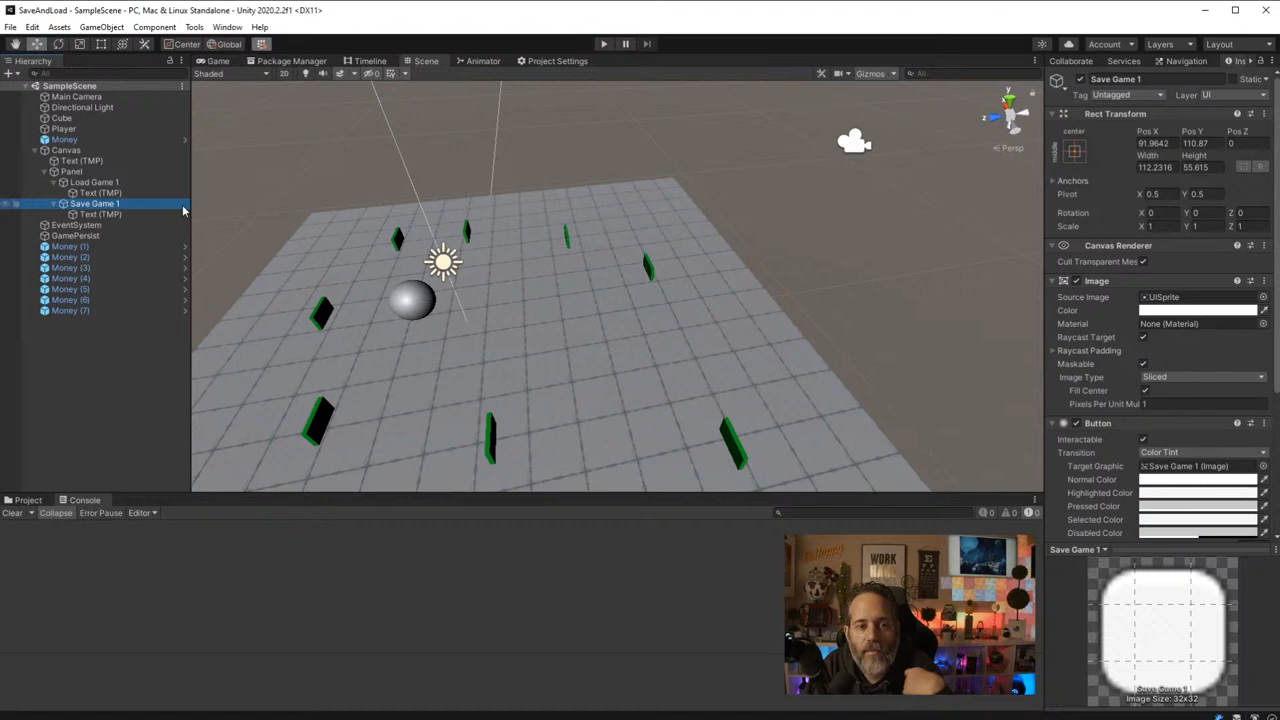 SaveAndLoad - SampleScene - PC, Mac & Linux Standalone - Unity 2020.2.2f1 <DX11>
File Edit Assets GameObject Component Tools Window Help
Center Global
Account Layers Layout
Hierarchy
Game Package Manager Timeline Scene Animator Project Settings
Collaborate Services Navigation Ins
All
Shaded 2D 0 Gizmos All
SampleScene
Main Camera
Directional Light
Cube
Player
Money
Canvas
Text (TMP)
Panel
Load Game 1
Text (TMP)
Save Game 1
Text (TMP)
EventSystem
GamePersist
Money (1)
Money (2)
Money (3)
Money (4)
Money (5)
Money (6)
Money (7)
y
x
z
Persp
Save Game 1 Static
Tag Untagged Layer UI
Rect Transform
center
middle
Pos X Pos Y Pos Z
91.9642 110.87 0
Width Height
112.2316 55.615
R
Anchors
Pivot X 0.5 Y 0.5
Rotation X 0 Y 0 Z 0
Scale X 1 Y 1 Z 1
Canvas Renderer
Cull Transparent Mes
Image
Source Image UISprite
Color
Material None (Material)
Raycast Target
Raycast Padding
Maskable
Image Type Sliced
Fill Center
Pixels Per Unit Mul 1
Button
Interactable
Transition Color Tint
Target Graphic Save Game 1 (Image)
Normal Color
Highlighted Color
Pressed Color
Selected Color
Disabled Color
Project Console
Clear Collapse Error Pause Editor
0 0 0
WORK
Save Game 1
Save Game 1
Image Size: 32x32